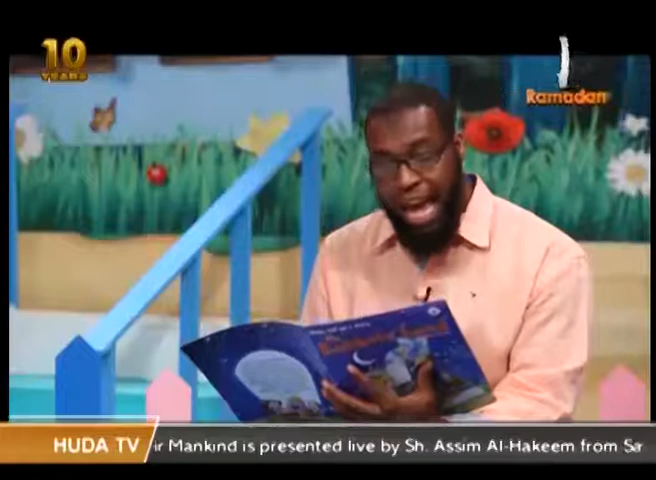 10
YEARS
Ramadan
HUDA TV
ir Mankind is presented live by Sh. Assim Al-Hakeem from Sa